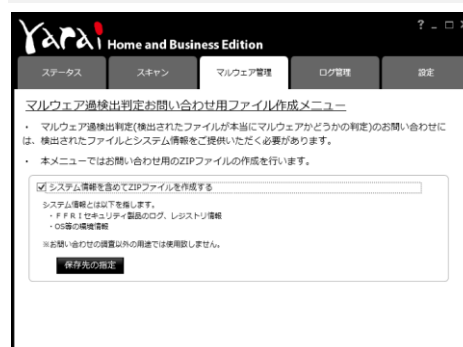 Yarai Home and Business Edition
? _ □ ×
ステータス スキャン マルウェア管理 ログ管理 設定
マルウェア過検出判定お問い合わせ用ファイル作成メニュー
・ マルウェア過検出判定(検出されたファイルが本当にマルウェアかどうかの判定)のお問い合わせに
は、検出されたファイルとシステム情報をご提供いただく必要があります。
・ 本メニューではお問い合わせ用のZIPファイルの作成を行います。
システム情報を含めてZIPファイルを作成する
システム情報とは以下を指します。
・FFRIセキュリティ製品のログ、レジストリ情報
・OS等の環境情報
※お問い合わせの調査以外の用途では使用致しません。
保存先の指定